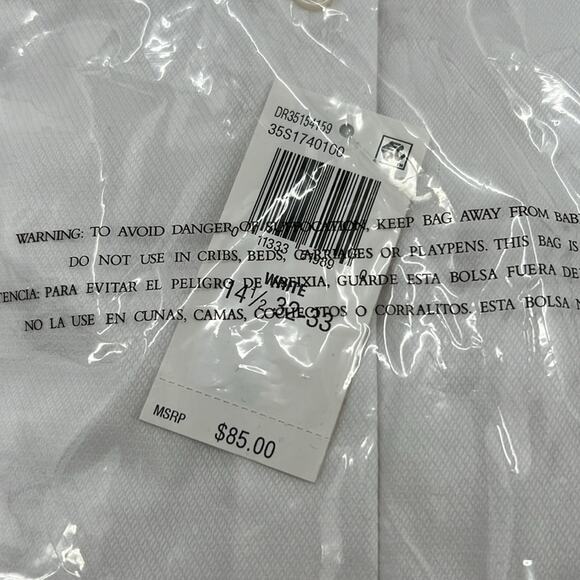 DR35154159
35S1740100
11333
WHITE
14½ 32-33
MSRP
$85.00
WARNING: TO AVOID DANGER OF SUFFOCATION, KEEP BAG AWAY FROM BAB
DO NOT USE IN CRIBS, BEDS, CARRIAGES OR PLAYPENS. THIS BAG IS
TENCIA: PARA EVITAR EL PELIGRO DE ASFIXIA, GUARDE ESTA BOLSA FUERA DE
NO LA USE EN CUNAS, CAMAS, COCHECITOS O CORRALITOS. ESTA BOLSA N